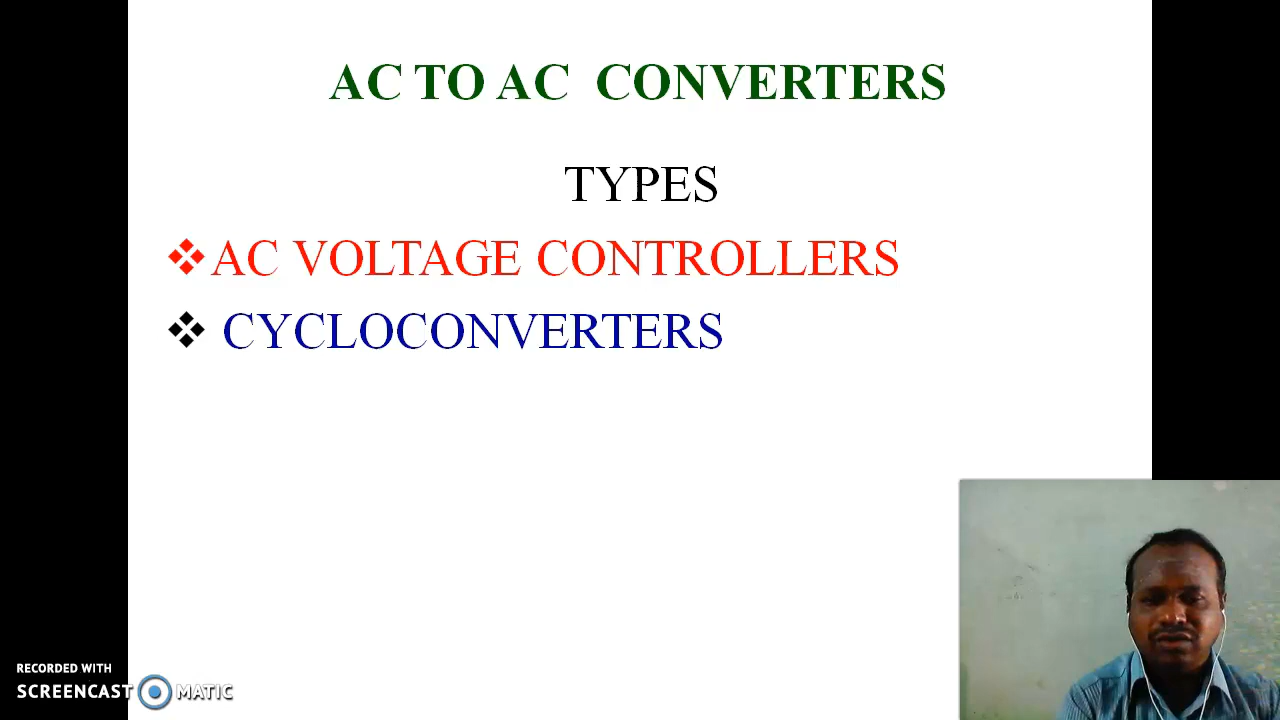 AC TO AC CONVERTERS
TYPES
AC VOLTAGE CONTROLLERS
CYCLOCONVERTERS
RECORDED WITH
SCREENCAST MATIC